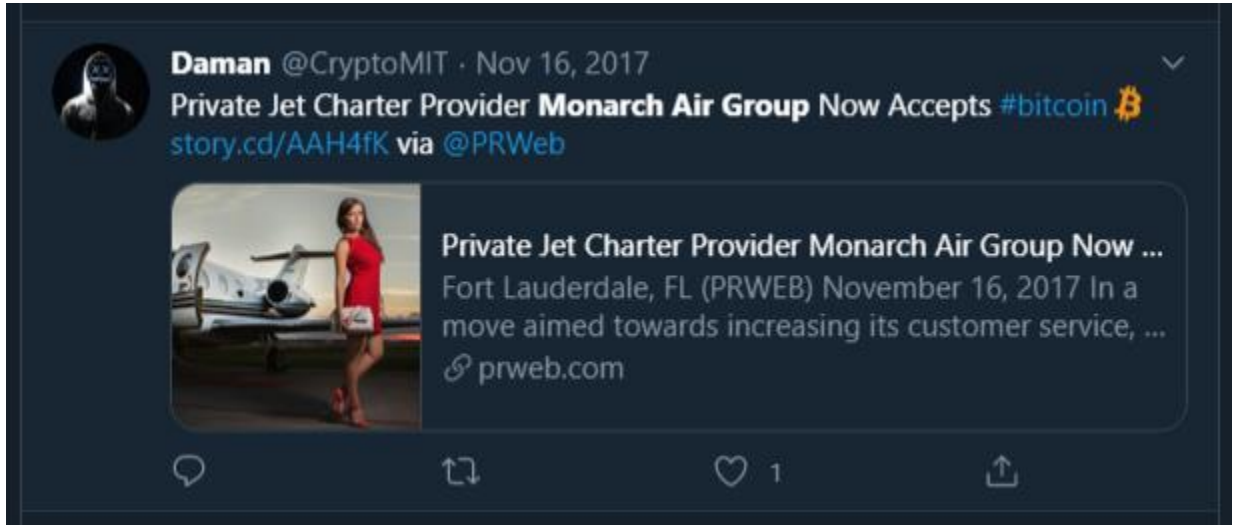 Daman @CryptoMIT · Nov 16, 2017
Private Jet Charter Provider Monarch Air Group Now Accepts #bitcoin
story.cd/AAH4fK via @PRWeb
Private Jet Charter Provider Monarch Air Group Now ...
Fort Lauderdale, FL (PRWEB) November 16, 2017 In a
move aimed towards increasing its customer service, ...
prweb.com
1